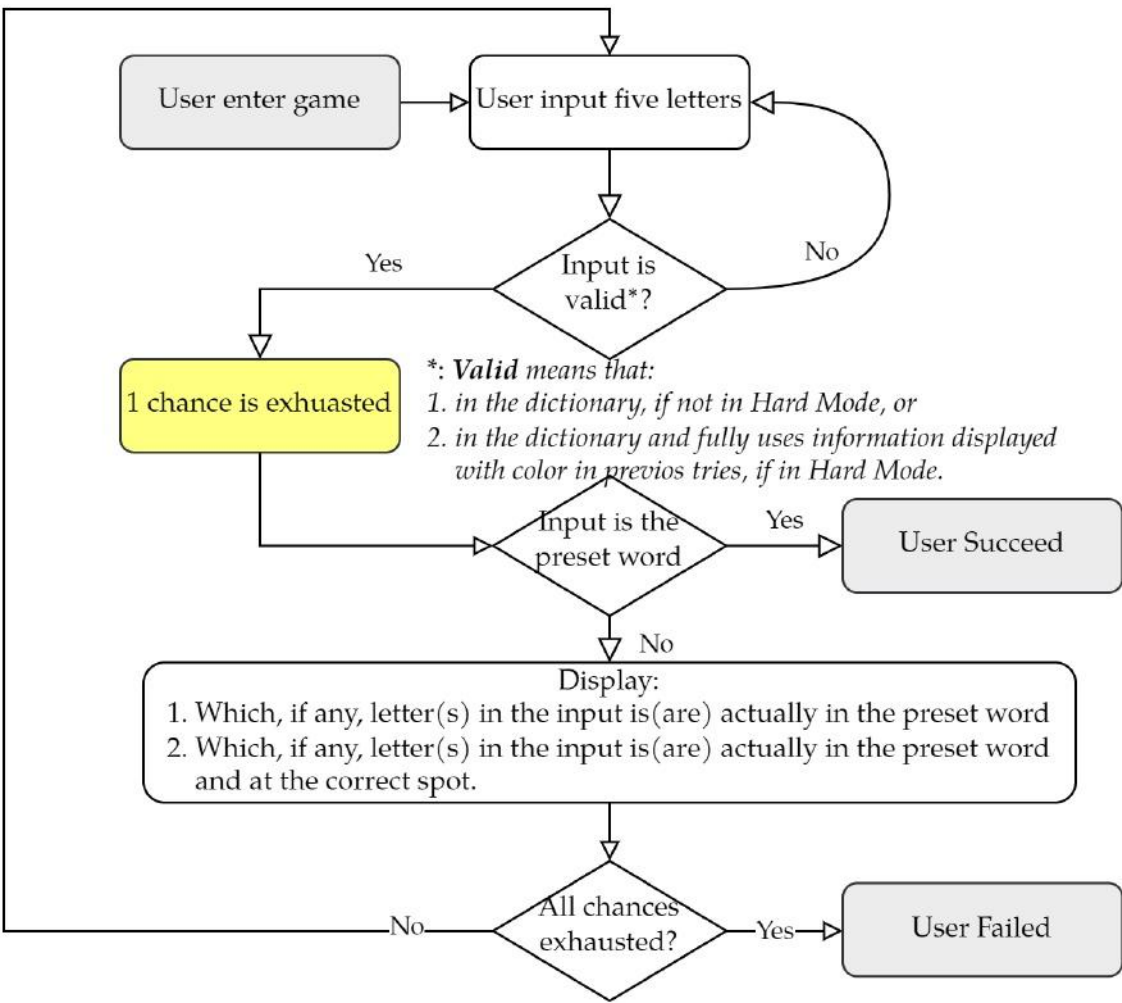 User enter game
User input five letters
Input is
valid*?
Yes
No
1 chance is exhuasted
*: Valid means that:
1. in the dictionary, if not in Hard Mode, or
2. in the dictionary and fully uses information displayed
with color in previos tries, if in Hard Mode.
Input is the
preset word
Yes
User Succeed
No
Display:
1. Which, if any, letter(s) in the input is(are) actually in the preset word
2. Which, if any, letter(s) in the input is(are) actually in the preset word
and at the correct spot.
All chances
exhausted?
No
Yes
User Failed